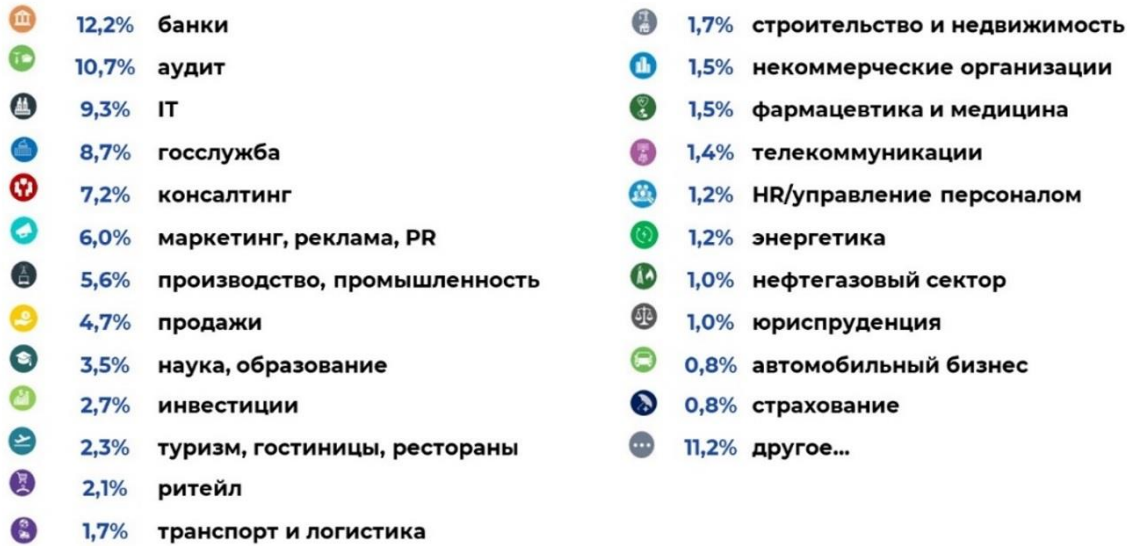 12,2% банки
10,7% аудит
9,3% IT
8,7% госслужба
7,2% консалтинг
6,0% маркетинг, реклама, PR
5,6% производство, промышленность
4,7% продажи
3,5% наука, образование
2,7% инвестиции
2,3% туризм, гостиницы, рестораны
2,1% ритейл
1,7% транспорт и логистика
1,7% строительство и недвижимость
1,5% некоммерческие организации
1,5% фармацевтика и медицина
1,4% телекоммуникации
1,2% HR/управление персоналом
1,2% энергетика
1,0% нефтегазовый сектор
1,0% юриспруденция
0,8% автомобильный бизнес
0,8% страхование
11,2% другое...